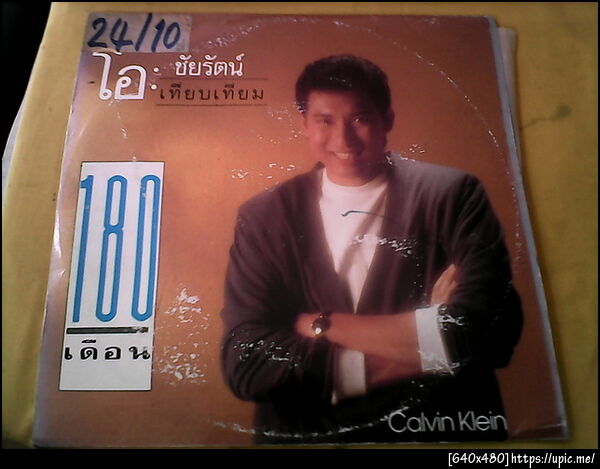 24/10
โอ:
ชัยรัตน์
เทียบเทียม
180
เดือน
Calvin Klein
[640x480]https://upic.me/